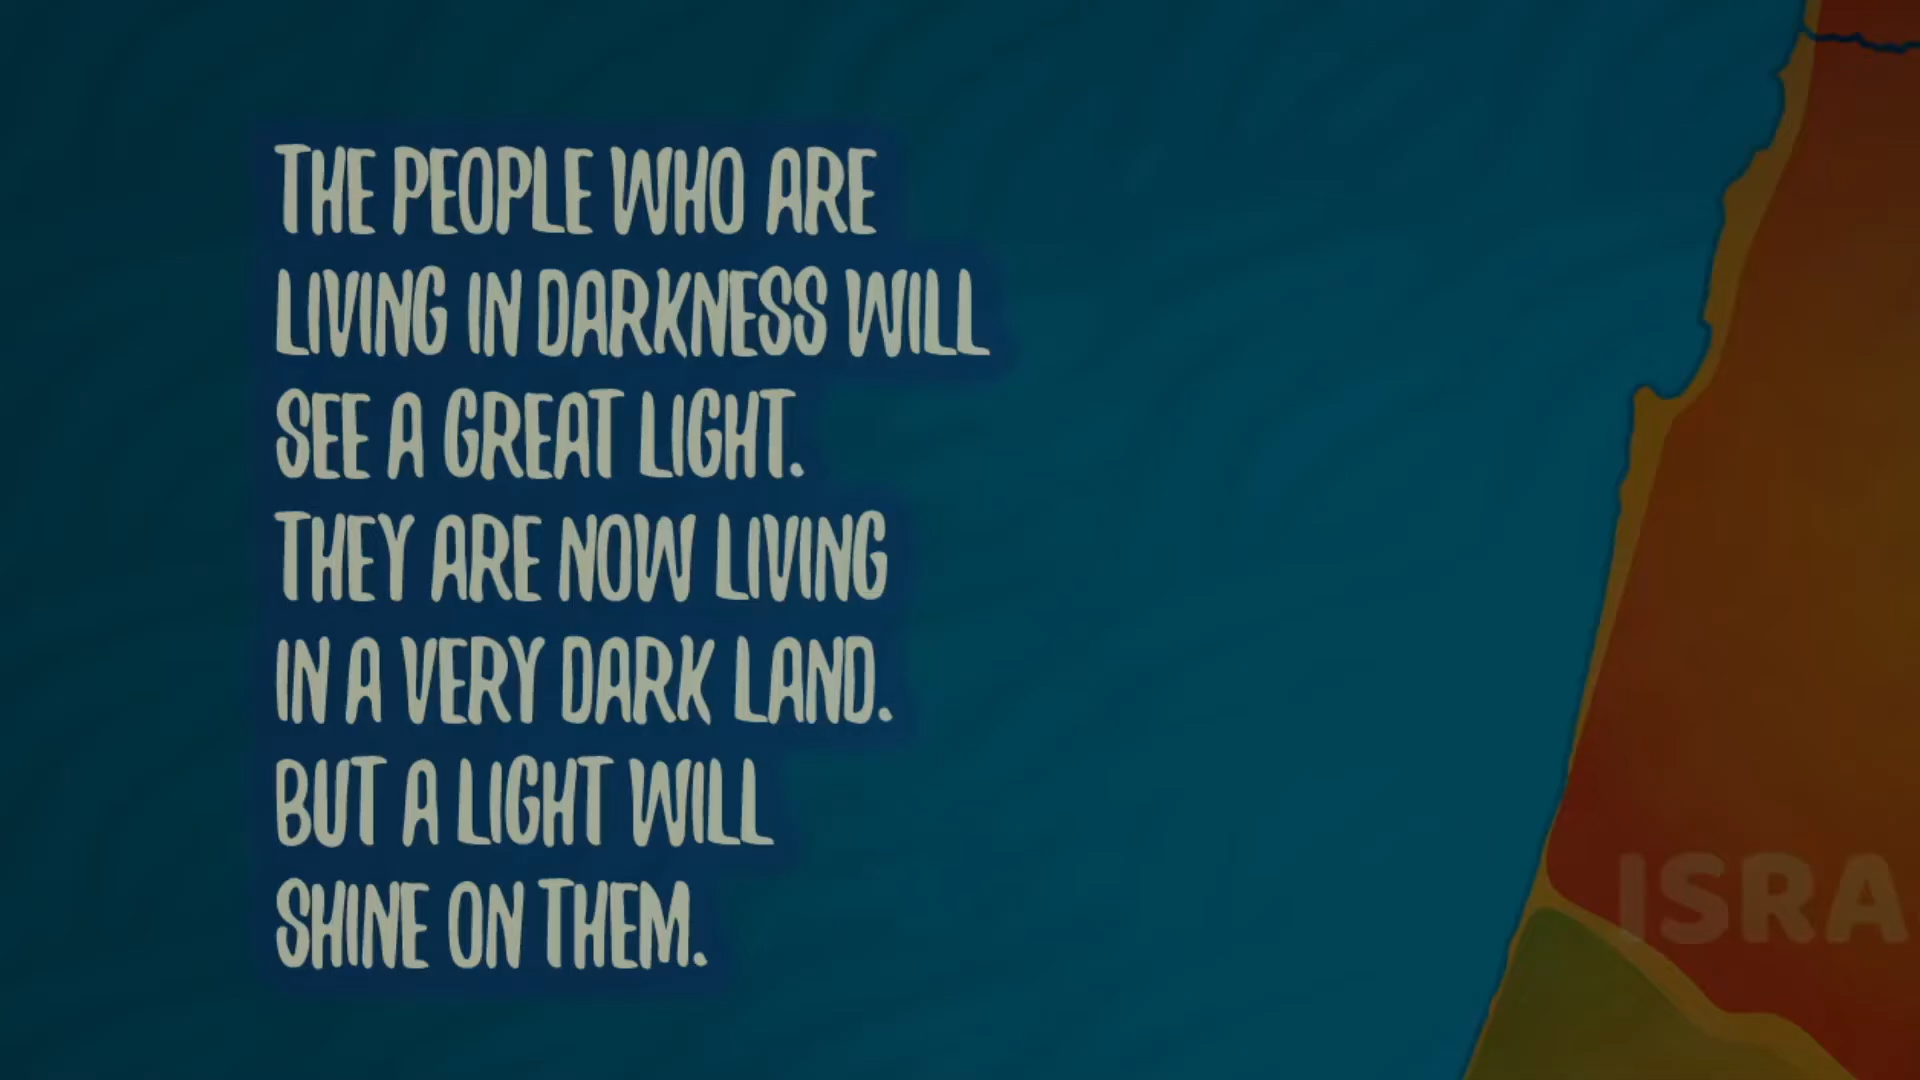 THE PEOPLE WHO ARE
LIVING IN DARKNESS WILL
SEE A GREAT LIGHT.
THEY ARE NOW LIVING
IN A VERY DARK LAND.
BUT A LIGHT WILL
SHINE ON THEM.
ISRA